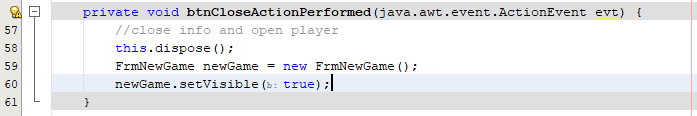 private void btnCloseActionPerformed(java.awt.event.ActionEvent evt) {
57 //close info and open player
58 this.dispose();
59 FrmNewGame newGame = new FrmNewGame();
60 newGame.setVisible(b: true);
61 }